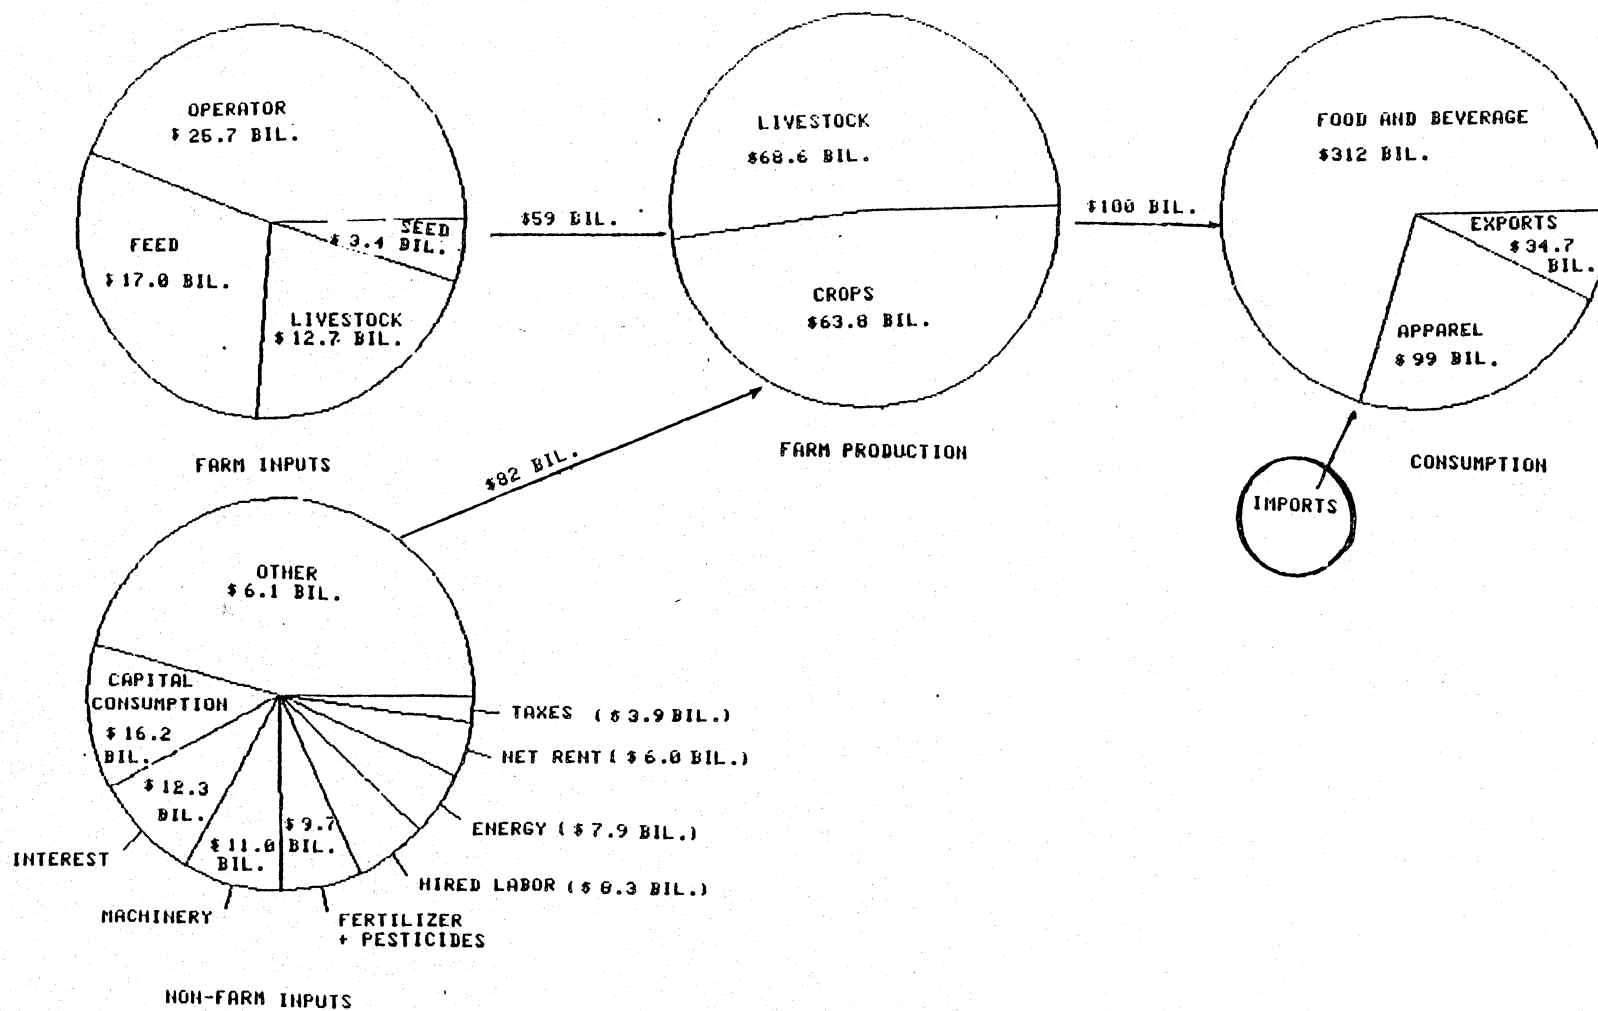 OPERATOR
$ 25.7 BIL.
FEED
$ 17.0 BIL.
SEED
$ 3.4 BIL.
LIVESTOCK
$ 12.7 BIL.
FARM INPUTS
$59 BIL.
LIVESTOCK
$68.6 BIL.
CROPS
$63.8 BIL.
FARM PRODUCTION
$100 BIL.
FOOD AND BEVERAGE
$312 BIL.
EXPORTS
$ 34.7
BIL.
APPAREL
$ 99 BIL.
CONSUMPTION
IMPORTS
$82 BIL.
OTHER
$ 6.1 BIL.
CAPITAL
CONSUMPTION
$ 16.2
BIL.
$ 12.3
BIL.
INTEREST
$ 11.0
BIL.
MACHINERY
$ 9.7
BIL.
FERTILIZER
+ PESTICIDES
TAXES ( $ 3.9 BIL.)
NET RENT ( $ 6.0 BIL.)
ENERGY ( $ 7.9 BIL.)
HIRED LABOR ( $ 8.3 BIL.)
NON-FARM INPUTS